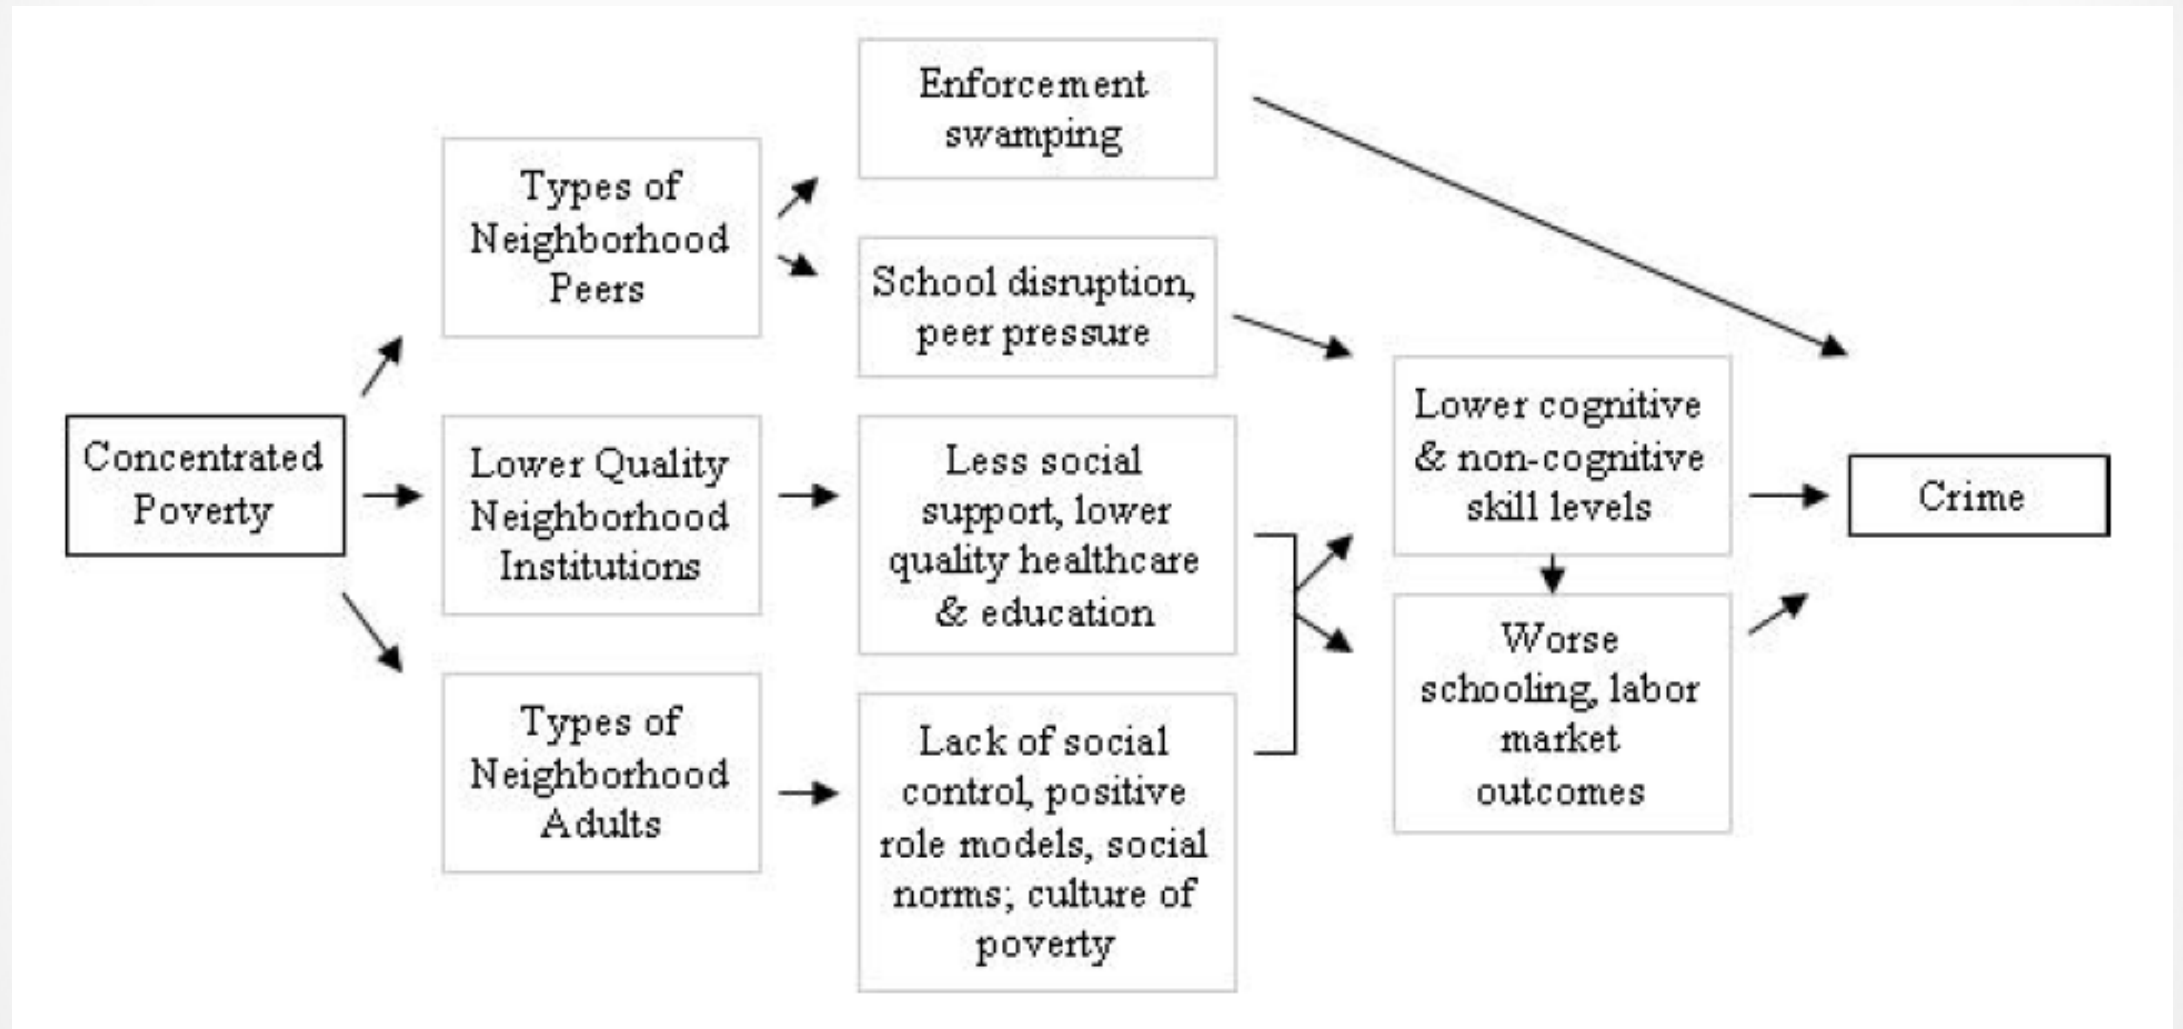 Enforcement
swamping
Types of
Neighborhood
Peers
School disruption,
peer pressure
Concentrated
Poverty
Lower Quality
Neighborhood
Institutions
Less social
support, lower
quality healthcare
& education
Lower cognitive
& non-cognitive
skill levels
Crime
Types of
Neighborhood
Adults
Lack of social
control, positive
role models, social
norms; culture of
poverty
Worse
schooling, labor
market
outcomes